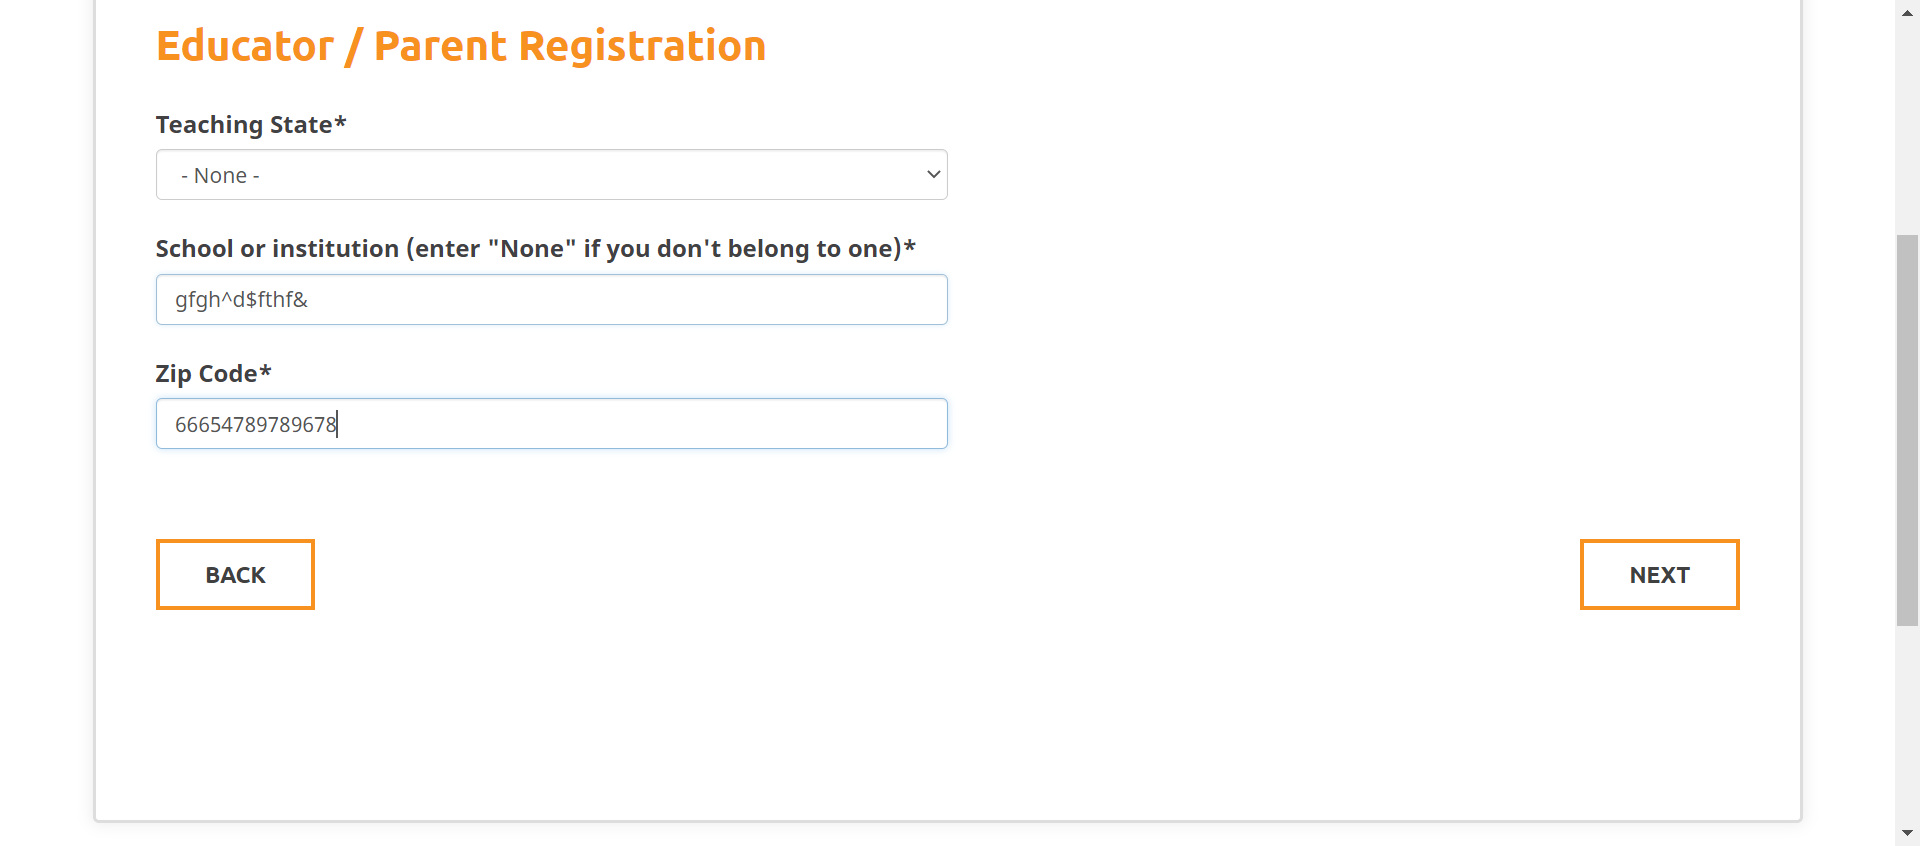 Educator / Parent Registration
Teaching State*
- None -
School or institution (enter "None" if you don't belong to one)*
gfgh^d$fthf&
Zip Code*
66654789789678
BACK
NEXT